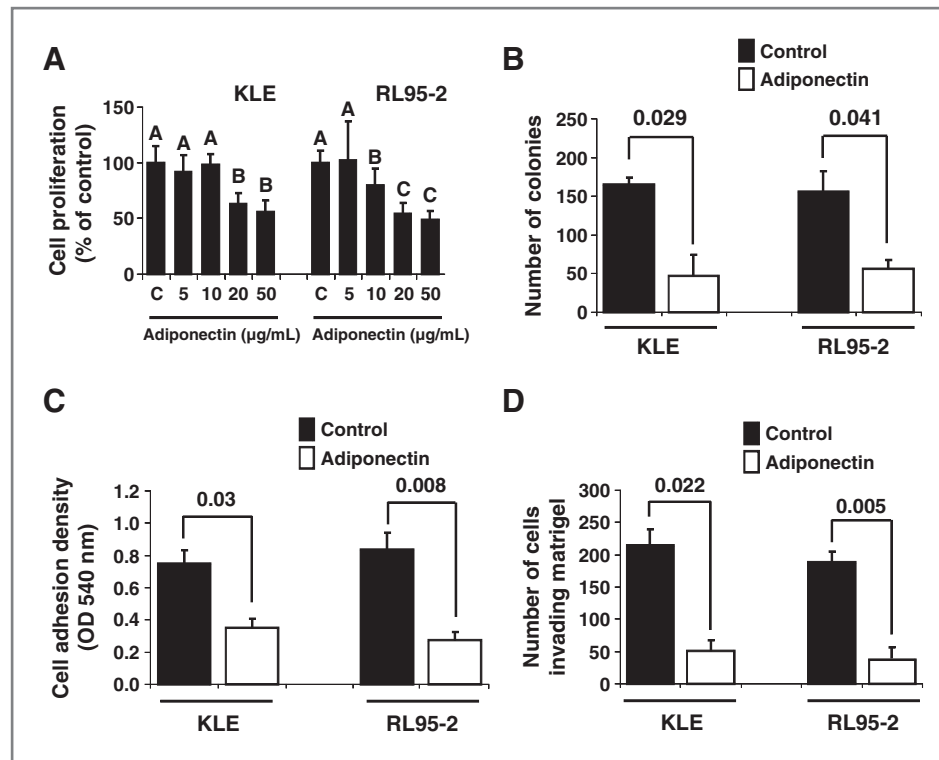 A
KLE RL95-2
Cell proliferation
(% of control)
150
100
50
0
A A A B B A A B C C
C 5 10 20 50 C 5 10 20 50
Adiponectin (µg/mL) Adiponectin (µg/mL)
B
Control
Adiponectin
Number of colonies
250
200
150
100
50
0
0.029 0.041
KLE RL95-2
C
Control
Adiponectin
Cell adhesion density
(OD 540 nm)
1.2
1.0
0.8
0.6
0.4
0.2
0.0
0.03 0.008
KLE RL95-2
D
Control
Adiponectin
Number of cells
invading matrigel
300
250
200
150
100
50
0
0.022 0.005
KLE RL95-2